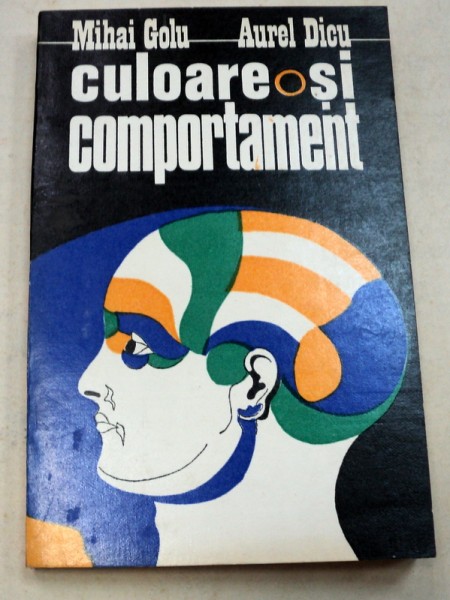 Mihai Golu Aurel Dicu
culoare și
comportament